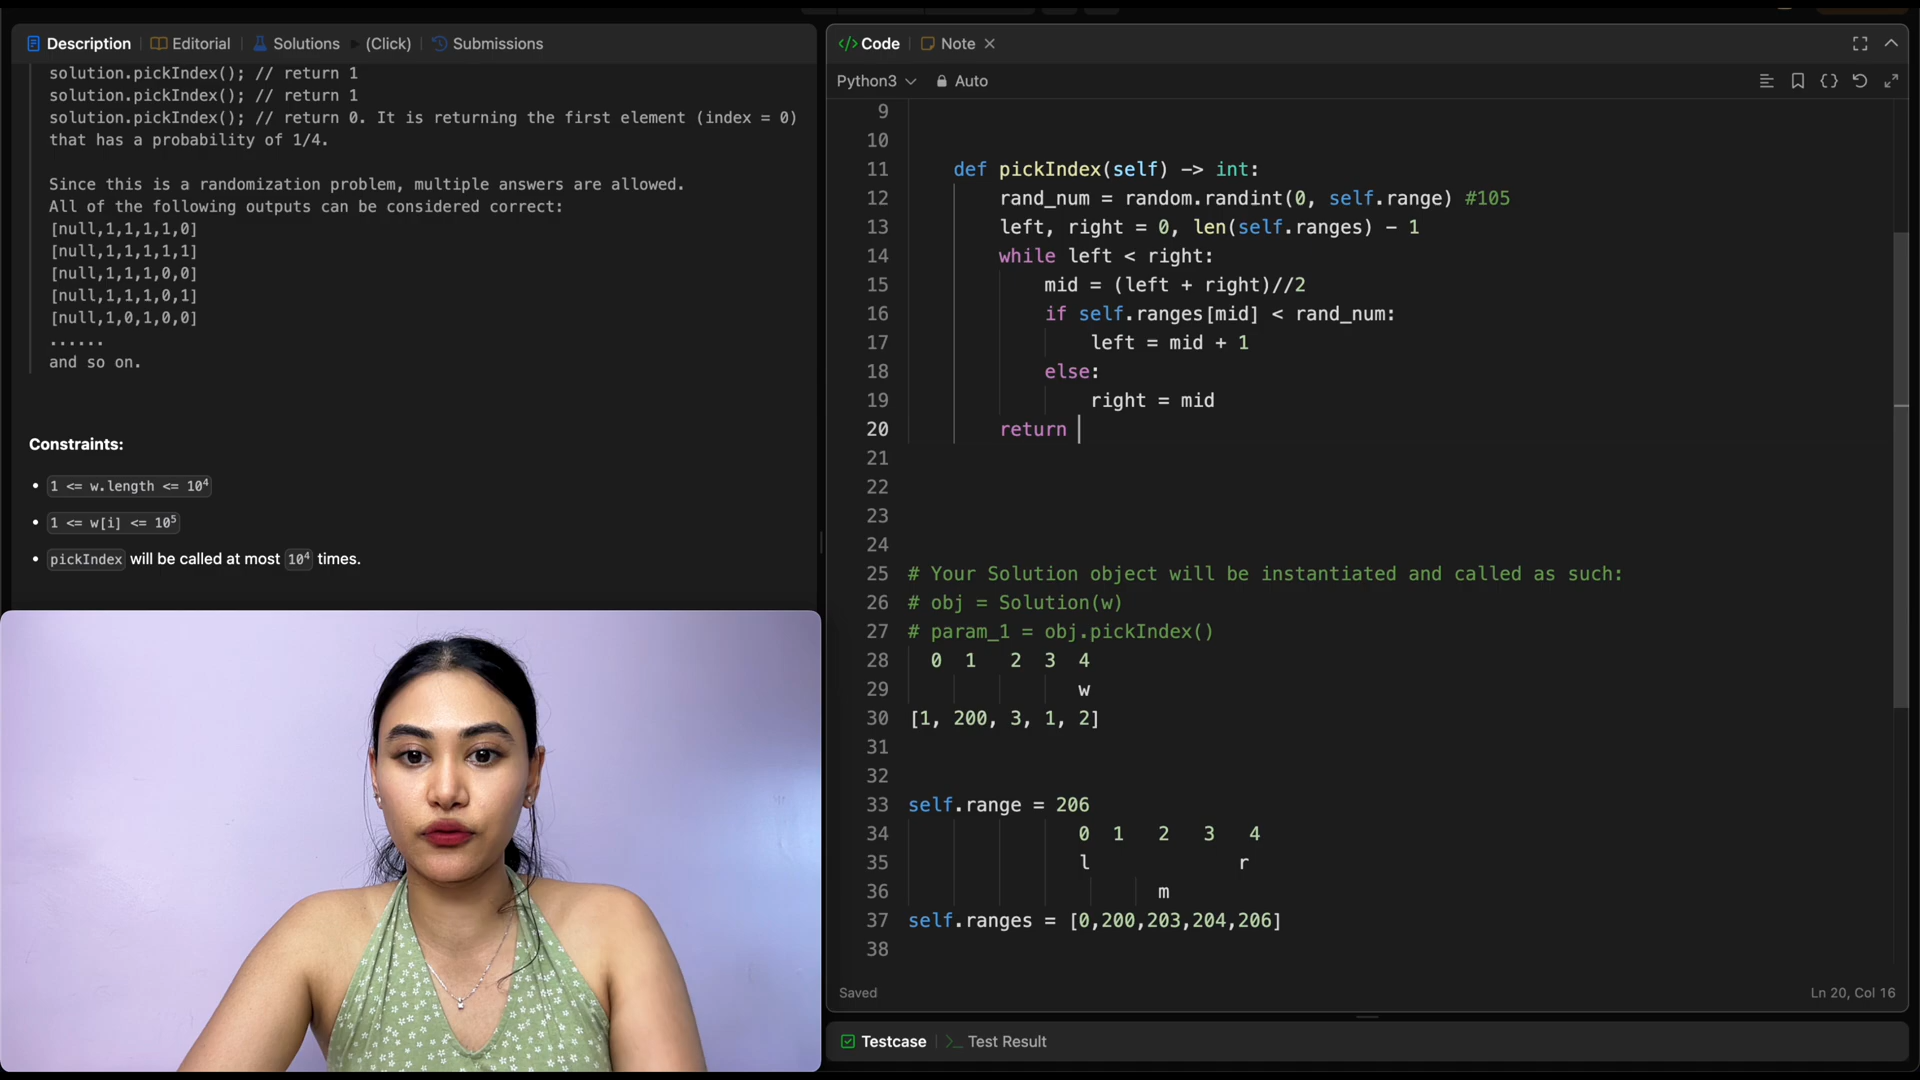 Description
Editorial
Solutions
(Click)
Submissions
solution.pickIndex(); // return 1
solution.pickIndex(); // return 1
solution.pickIndex(); // return 0. It is returning the first element (index = 0)
that has a probability of 1/4.
Since this is a randomization problem, multiple answers are allowed.
All of the following outputs can be considered correct:
[null,1,1,1,1,0]
[null,1,1,1,1,1]
[null,1,1,1,0,0]
[null,1,1,1,0,1]
[null,1,0,1,0,0]
......
and so on.
Constraints:
• 1 <= w.length <= 10⁴
• 1 <= w[i] <= 10⁵
• pickIndex will be called at most 10⁴ times.
</> Code
Note
Python3
Auto
9
10
11 def pickIndex(self) -> int:
12 rand_num = random.randint(0, self.range) #105
13 left, right = 0, len(self.ranges) - 1
14 while left < right:
15 mid = (left + right)//2
16 if self.ranges[mid] < rand_num:
17 left = mid + 1
18 else:
19 right = mid
20 return
21
22
23
24
25 # Your Solution object will be instantiated and called as such:
26 # obj = Solution(w)
27 # param_1 = obj.pickIndex()
28 0 1 2 3 4
29 w
30 [1, 200, 3, 1, 2]
31
32
33 self.range = 206
34 0 1 2 3 4
35 l r
36 m
37 self.ranges = [0,200,203,204,206]
38
Saved
Ln 20, Col 16
Testcase
Test Result